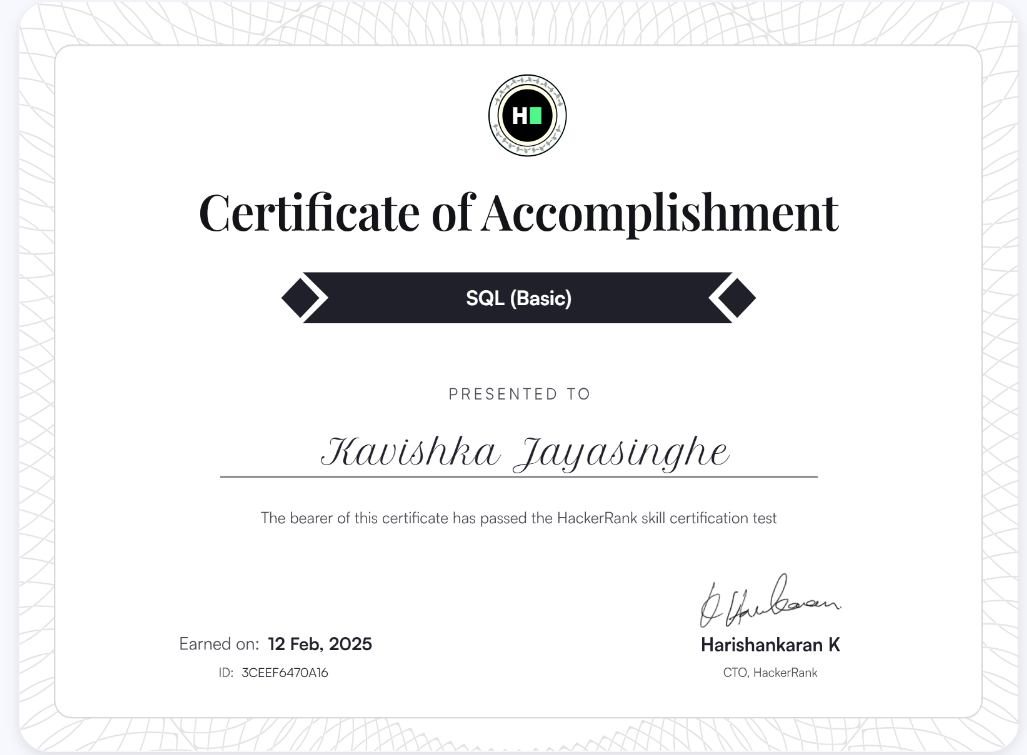 H
Certificate of Accomplishment
SQL (Basic)
PRESENTED TO
Kavishka Jayasinghe
The bearer of this certificate has passed the HackerRank skill certification test
Earned on: 12 Feb, 2025
ID: 3CEEF6470A16
Harishankaran K
CTO, HackerRank